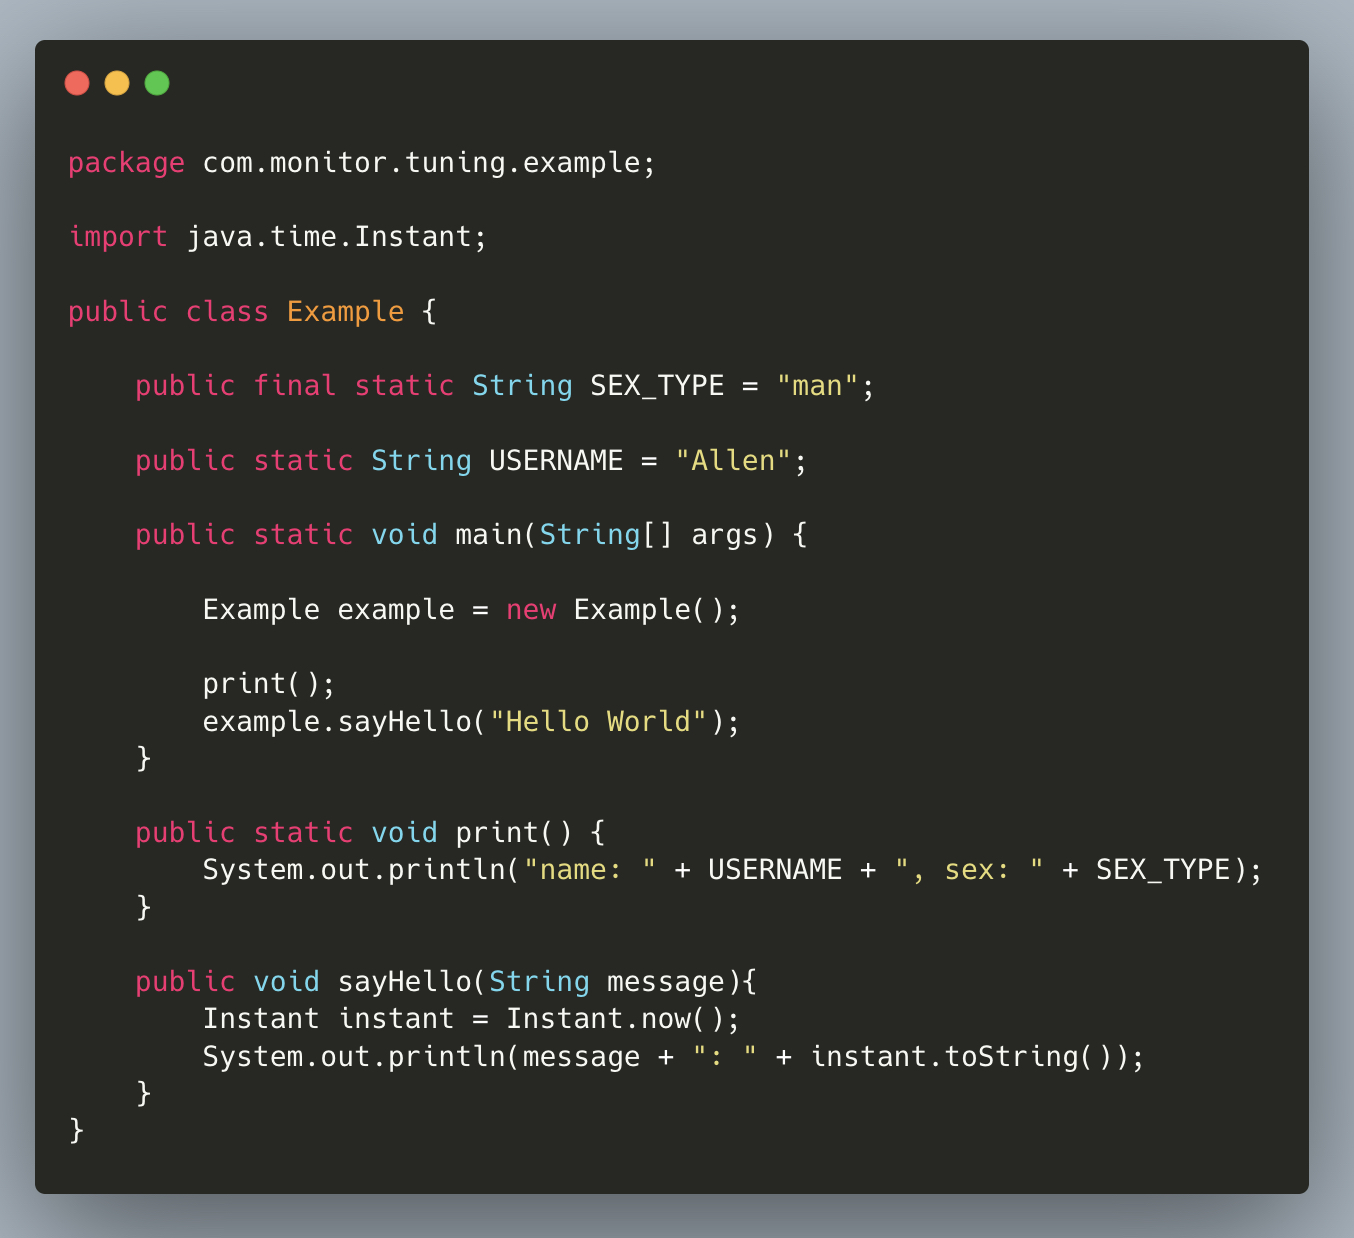 package com.monitor.tuning.example;
import java.time.Instant;
public class Example {
    public final static String SEX_TYPE = "man";
    public static String USERNAME = "Allen";
    public static void main(String[] args) {
        Example example = new Example();
        print();
        example.sayHello("Hello World");
    }
    public static void print() {
        System.out.println("name: " + USERNAME + ", sex: " + SEX_TYPE);
    }
    public void sayHello(String message){
        Instant instant = Instant.now();
        System.out.println(message + ": " + instant.toString());
    }
}